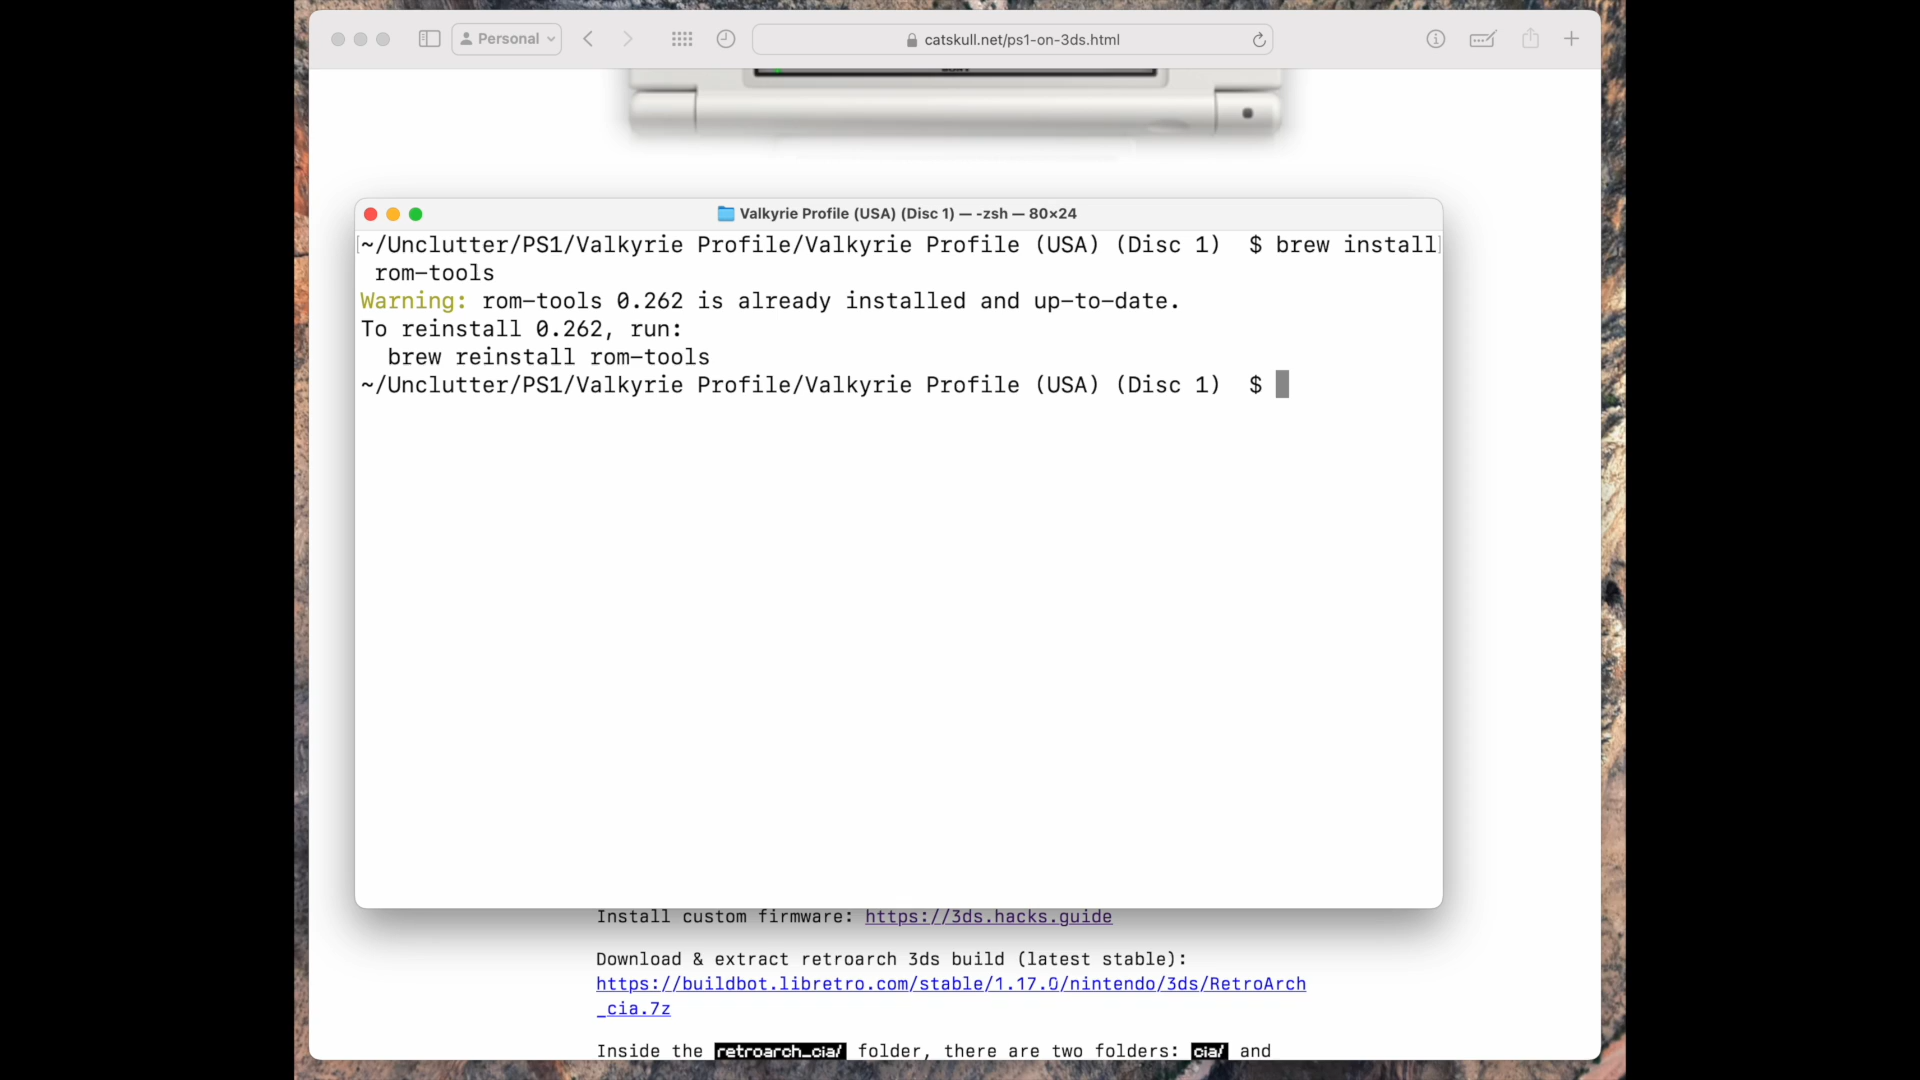 Personal
catskull.net/ps1-on-3ds.html
Valkyrie Profile (USA) (Disc 1) — -zsh — 80×24
~/Unclutter/PS1/Valkyrie Profile/Valkyrie Profile (USA) (Disc 1)  $ brew install
 rom-tools
Warning: rom-tools 0.262 is already installed and up-to-date.
To reinstall 0.262, run:
  brew reinstall rom-tools
~/Unclutter/PS1/Valkyrie Profile/Valkyrie Profile (USA) (Disc 1)  $
Install custom firmware: https://3ds.hacks.guide
Download & extract retroarch 3ds build (latest stable):
https://buildbot.libretro.com/stable/1.17.0/nintendo/3ds/RetroArch
_cia.7z
Inside the retroarch_cia/ folder, there are two folders: cia/ and